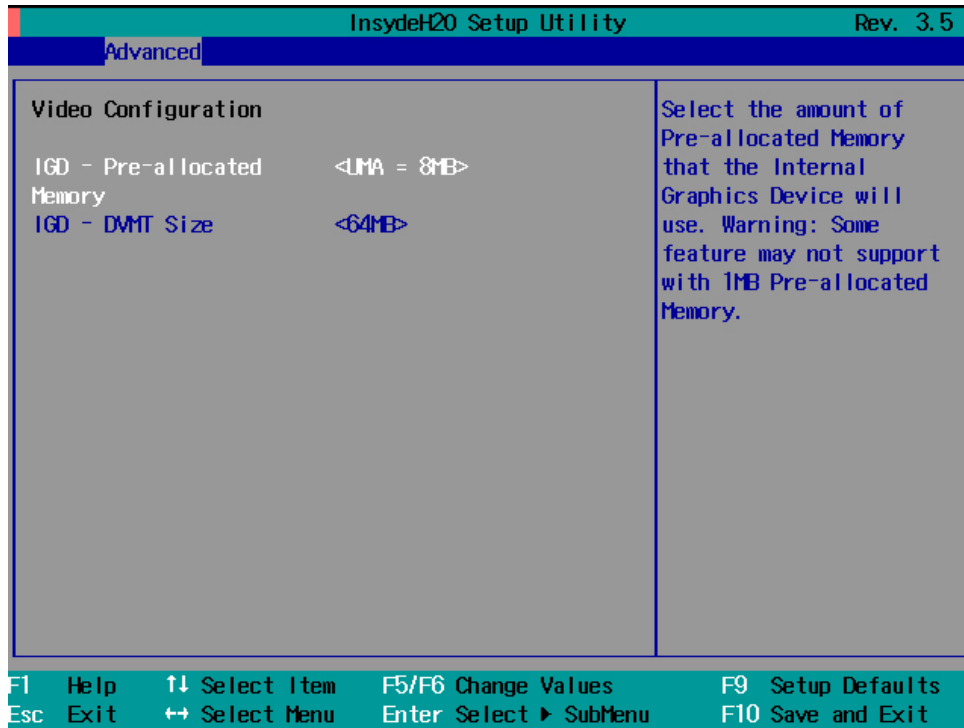 InsydeH2O Setup Utility Rev. 3.5
Advanced
Video Configuration
IGD - Pre-allocated Memory <UMA = 8MB>
IGD - DVMT Size <64MB>
Select the amount of
Pre-allocated Memory
that the Internal
Graphics Device will
use. Warning: Some
feature may not support
with 1MB Pre-allocated
Memory.
F1 Help ↑↓ Select Item F5/F6 Change Values F9 Setup Defaults
Esc Exit ↔ Select Menu Enter Select ▶ SubMenu F10 Save and Exit